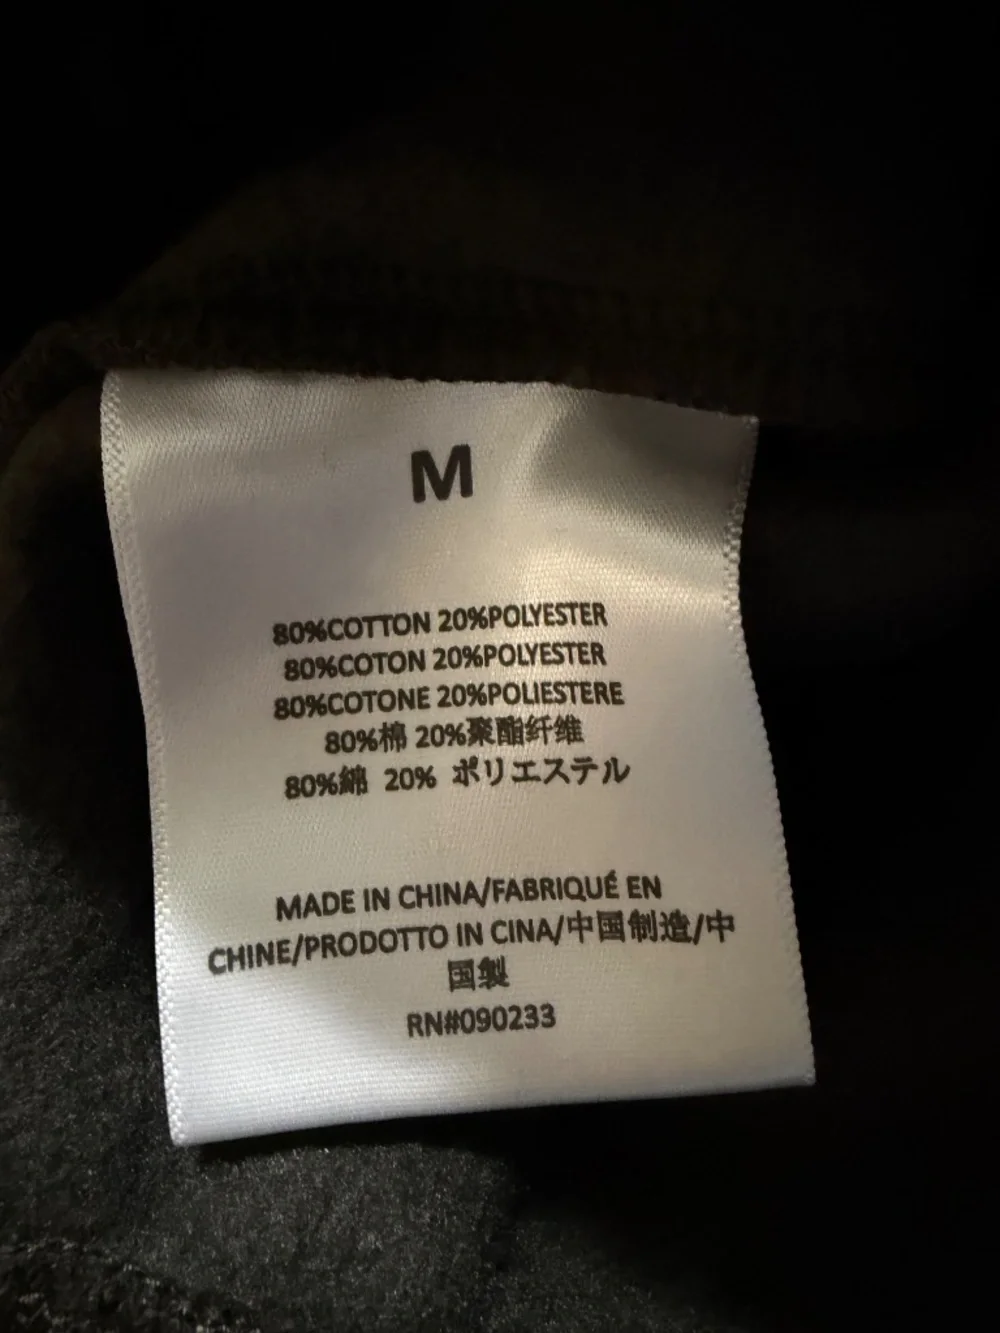 M
80%COTTON 20%POLYESTER
80%COTON 20%POLYESTER
80%COTONE 20%POLIESTERE
80%棉 20%聚酯纤维
80%綿 20% ポリエステル
MADE IN CHINA/FABRIQUÉ EN
CHINE/PRODOTTO IN CINA/中国制造/中
国製
RN#090233